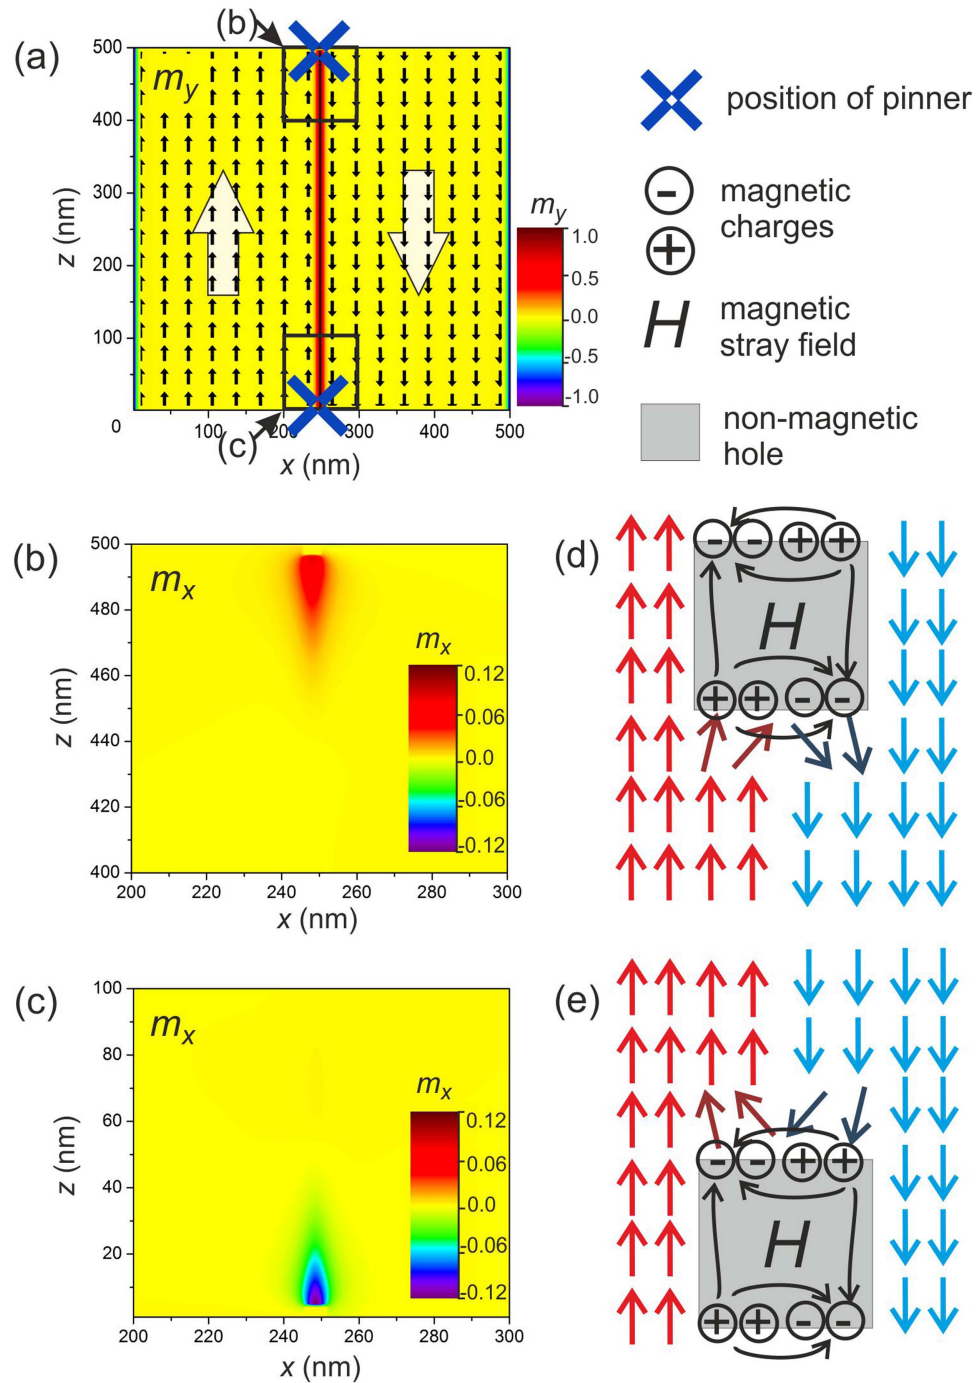 (a)
(b)
m_y
500
400
300
200
100
0
z (nm)
100
200
300
400
500
(c)
x (nm)
m_y
1.0
0.5
0.0
-0.5
-1.0
position of pinner
-
+
magnetic
charges
H
magnetic
stray field
non-magnetic
hole
(b)
m_x
500
480
460
440
420
400
z (nm)
200
220
240
260
280
300
x (nm)
m_x
0.12
0.06
0.0
-0.06
-0.12
(d)
- - + +
H
+ + - -
(c)
m_x
100
80
60
40
20
z (nm)
200
220
240
260
280
300
x (nm)
m_x
0.12
0.06
0.0
-0.06
-0.12
(e)
- - + +
H
+ + - -